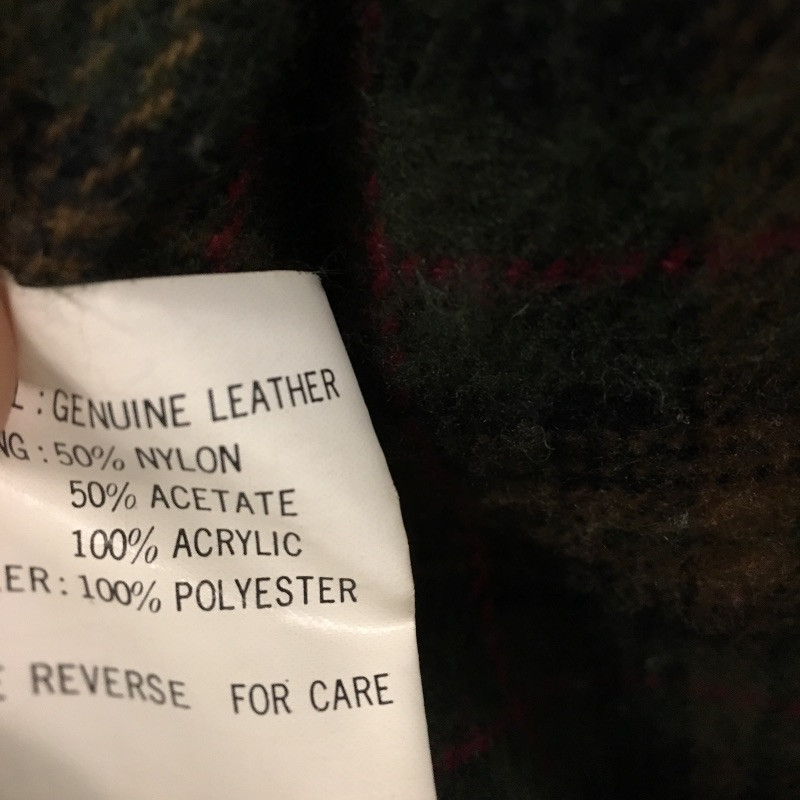 L : GENUINE LEATHER
NG : 50% NYLON
50% ACETATE
100% ACRYLIC
ER : 100% POLYESTER
E REVERSE FOR CARE